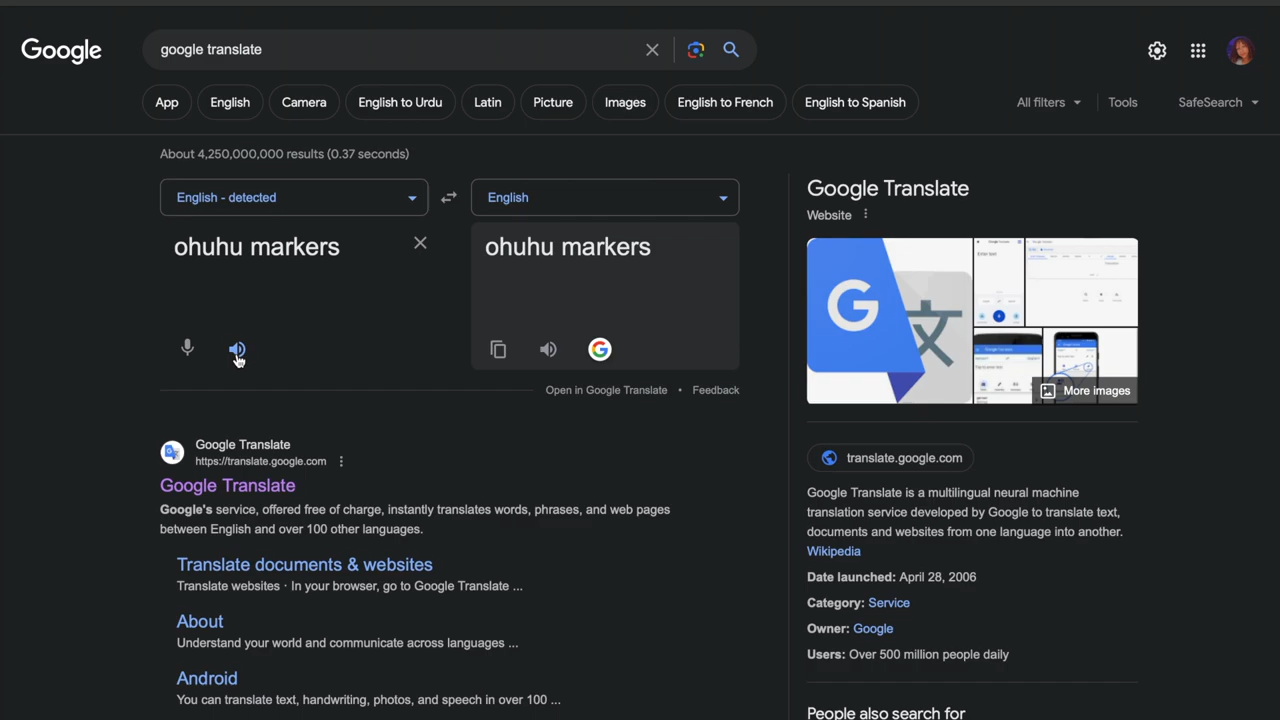 Google
google translate
App
English
Camera
English to Urdu
Latin
Picture
Images
English to French
English to Spanish
All filters
Tools
SafeSearch
About 4,250,000,000 results (0.37 seconds)
English - detected
English
ohuhu markers
ohuhu markers
Open in Google Translate • Feedback
Google Translate
https://translate.google.com
Google Translate
Google's service, offered free of charge, instantly translates words, phrases, and web pages
between English and over 100 other languages.
Translate documents & websites
Translate websites · In your browser, go to Google Translate ...
About
Understand your world and communicate across languages ...
Android
You can translate text, handwriting, photos, and speech in over 100 ...
Google Translate
Website
G
文
More images
translate.google.com
Google Translate is a multilingual neural machine
translation service developed by Google to translate text,
documents and websites from one language into another.
Wikipedia
Date launched: April 28, 2006
Category: Service
Owner: Google
Users: Over 500 million people daily
People also search for